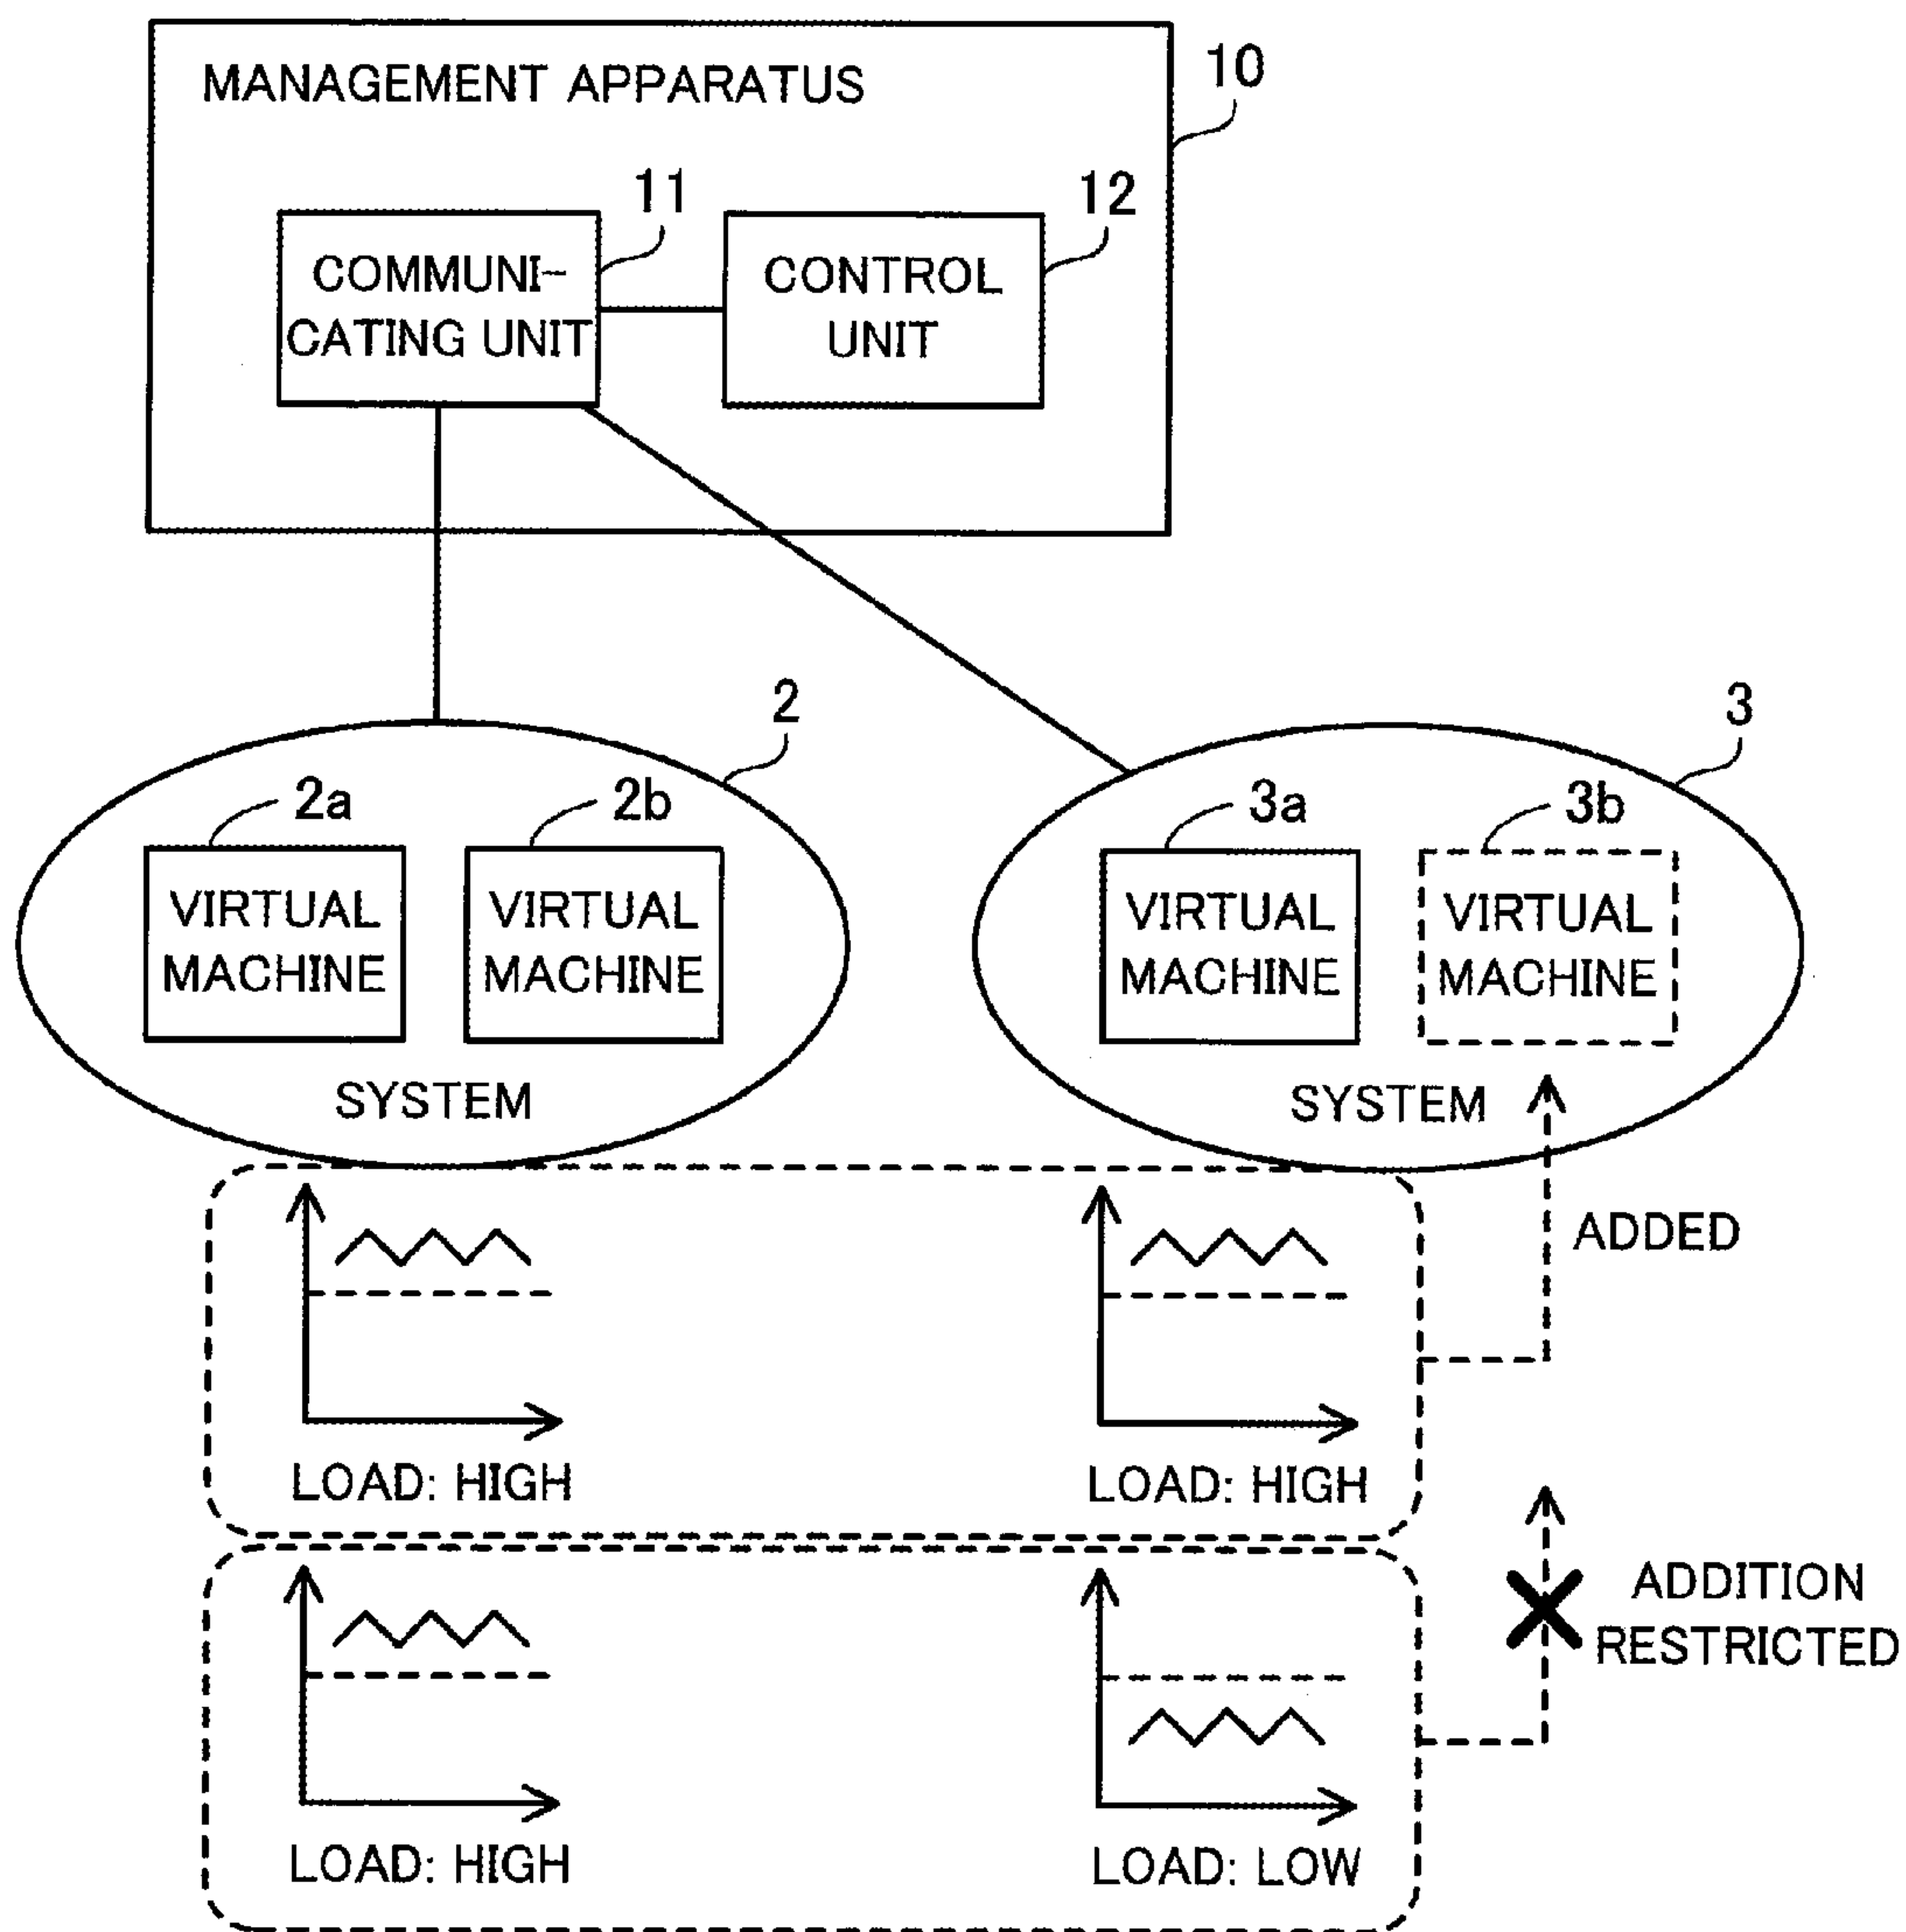 MANAGEMENT APPARATUS
10
11
12
COMMUNI-
CATING UNIT
CONTROL
UNIT
2
3
2a
2b
3a
3b
VIRTUAL
MACHINE
VIRTUAL
MACHINE
VIRTUAL
MACHINE
VIRTUAL
MACHINE
SYSTEM
SYSTEM
ADDED
LOAD: HIGH
LOAD: HIGH
ADDITION
RESTRICTED
LOAD: HIGH
LOAD: LOW